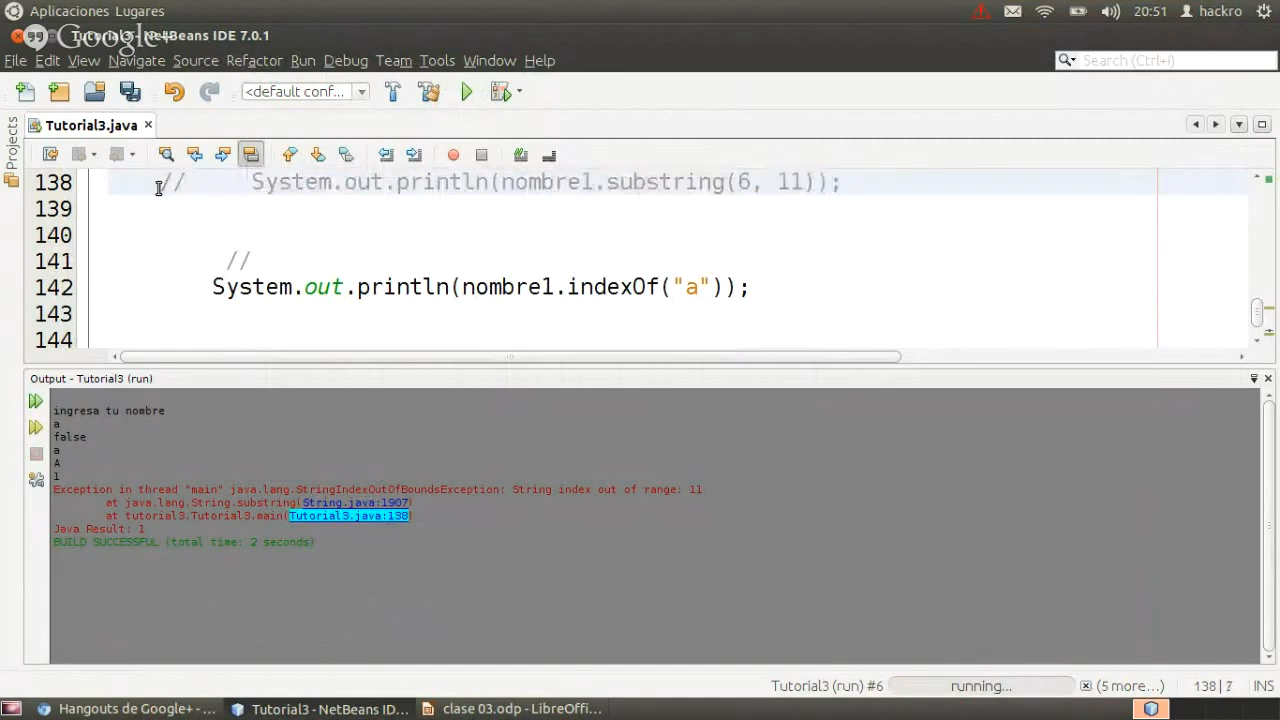 Aplicaciones Lugares
20:51 hackro
Google+
Tutorial3 - NetBeans IDE 7.0.1
File Edit View Navigate Source Refactor Run Debug Team Tools Window Help
Search (Ctrl+I)
<default conf...
Projects
Tutorial3.java
138 // System.out.println(nombre1.substring(6, 11));
139
140
141 //
142 System.out.println(nombre1.indexOf("a"));
143
144
Output - Tutorial3 (run)
ingresa tu nombre
a
false
a
A
1
Exception in thread "main" java.lang.StringIndexOutOfBoundsException: String index out of range: 11
at java.lang.String.substring(String.java:1907)
at tutorial3.Tutorial3.main(Tutorial3.java:138)
Java Result: 1
BUILD SUCCESSFUL (total time: 2 seconds)
Tutorial3 (run) #6 running... (5 more...) 138|7 INS
Hangouts de Google+ - ... Tutorial3 - NetBeans ID... clase 03.odp - LibreOffi...